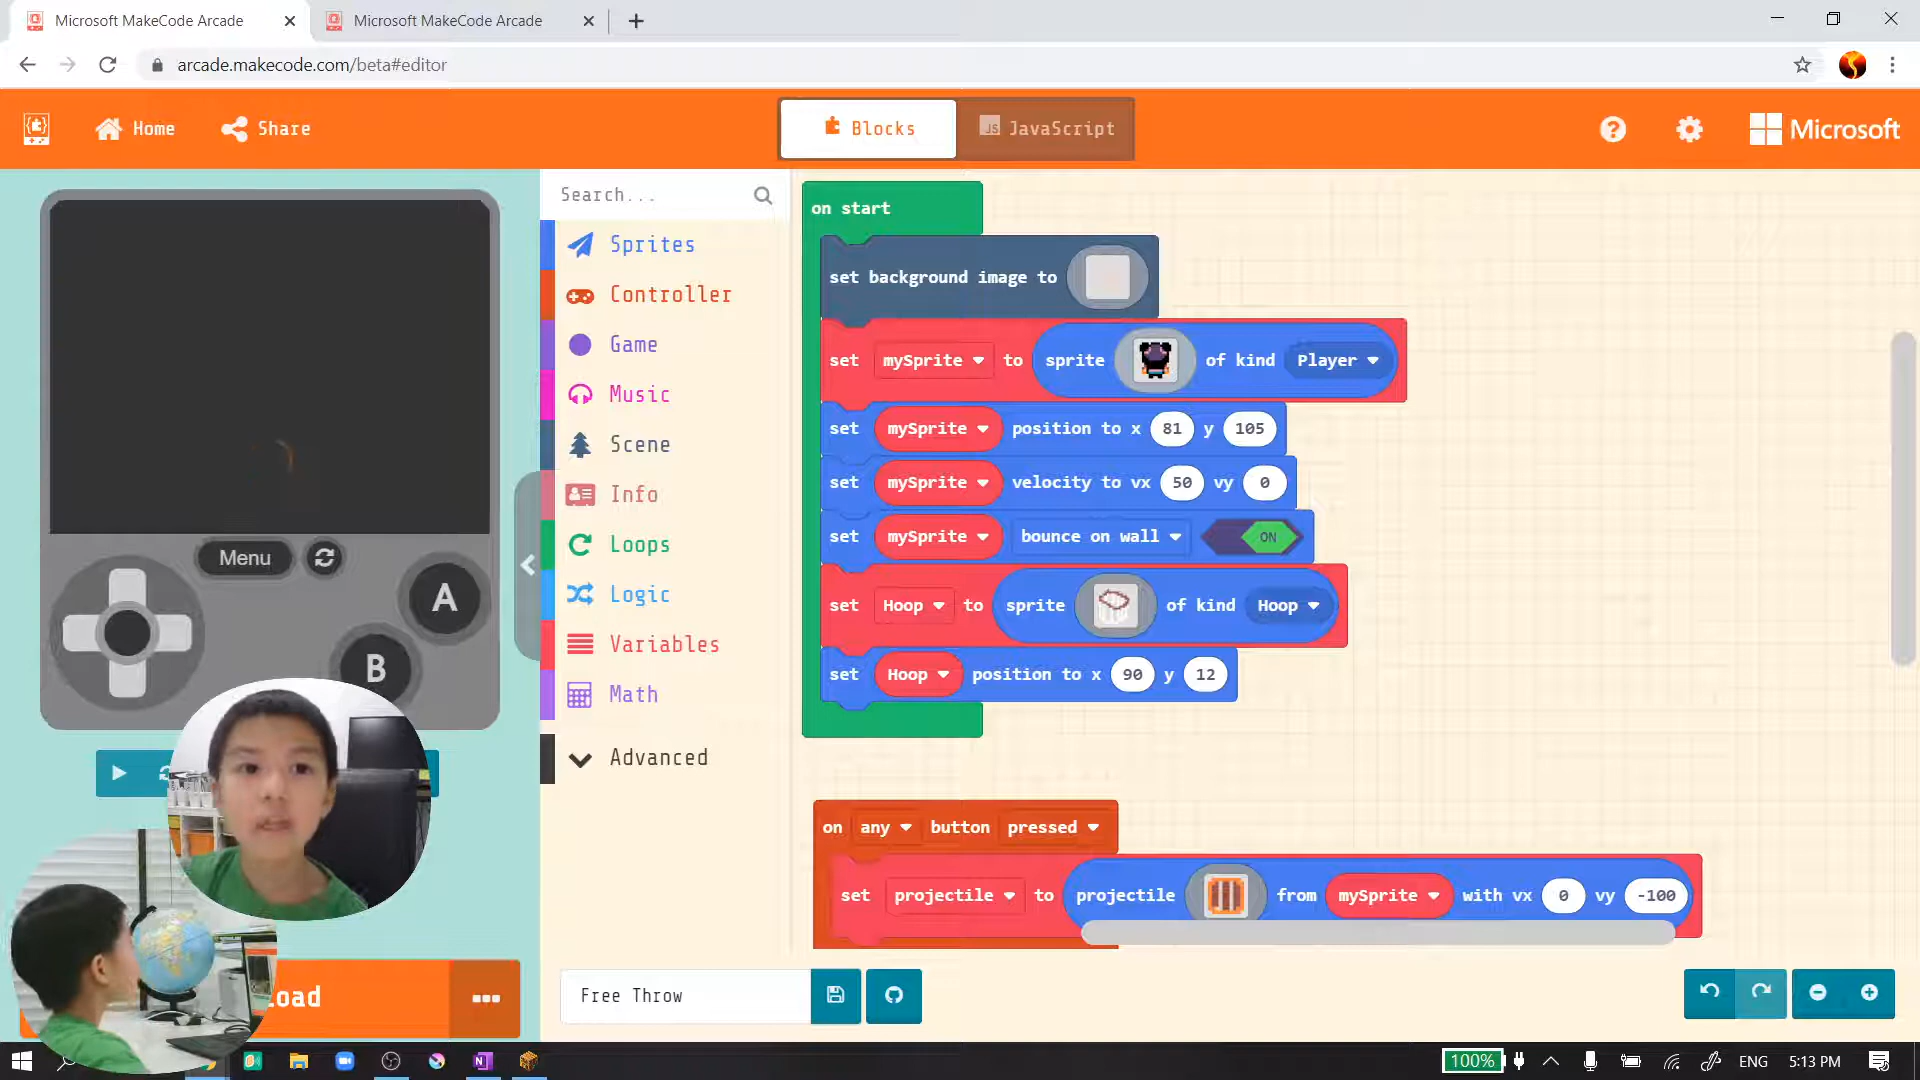 Microsoft MakeCode Arcade
Microsoft MakeCode Arcade
arcade.makecode.com/beta#editor
Home
Share
Blocks
JS
JavaScript
Microsoft
Search...
Sprites
Controller
Game
Music
Scene
Info
Loops
Logic
Variables
Math
Advanced
Menu
A
B
on start
set background image to
set mySprite to sprite of kind Player
set mySprite position to x 81 y 105
set mySprite velocity to vx 50 vy 0
set mySprite bounce on wall ON
set Hoop to sprite of kind Hoop
set Hoop position to x 90 y 12
on any button pressed
set projectile to projectile from mySprite with vx 0 vy -100
load
Free Throw
100%
ENG
5:13 PM